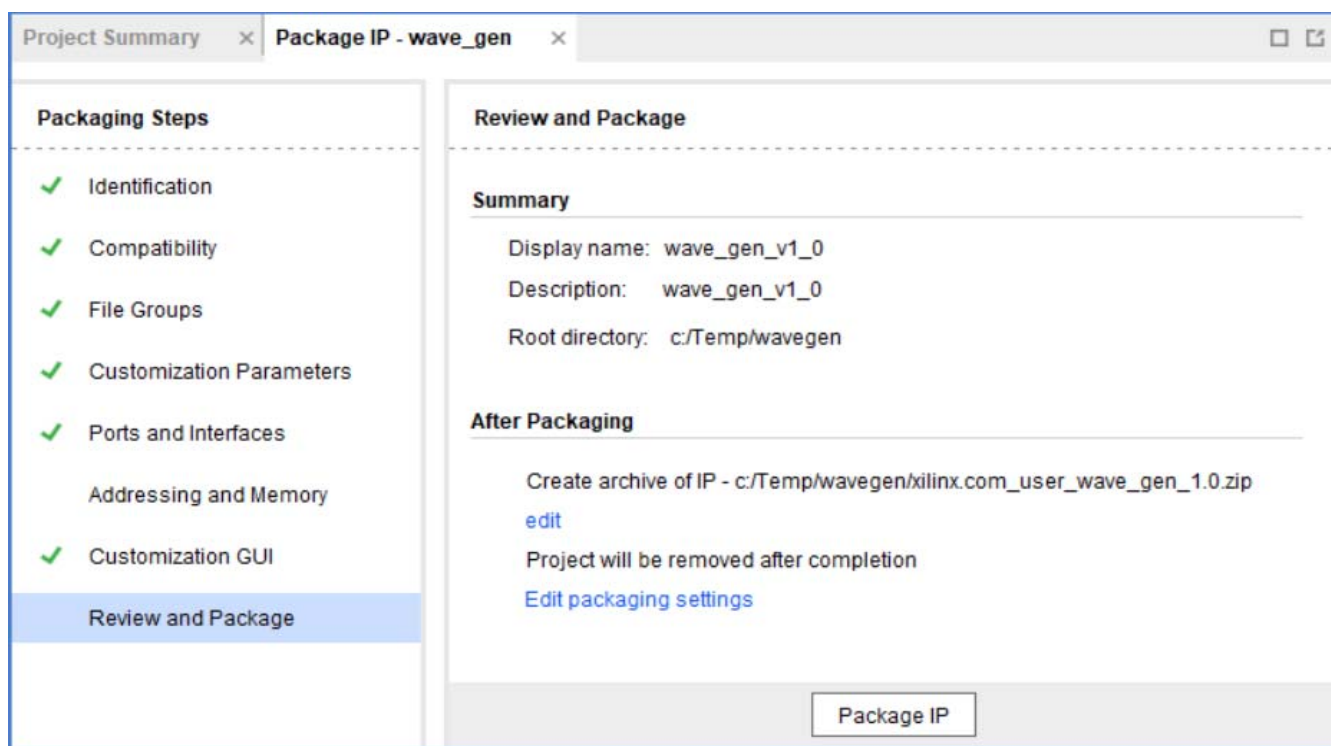 Project Summary
Package IP - wave_gen
Packaging Steps
Identification
Compatibility
File Groups
Customization Parameters
Ports and Interfaces
Addressing and Memory
Customization GUI
Review and Package
Review and Package
Summary
Display name: wave_gen_v1_0
Description: wave_gen_v1_0
Root directory: c:/Temp/wavegen
After Packaging
Create archive of IP - c:/Temp/wavegen/xilinx.com_user_wave_gen_1.0.zip
edit
Project will be removed after completion
Edit packaging settings
Package IP